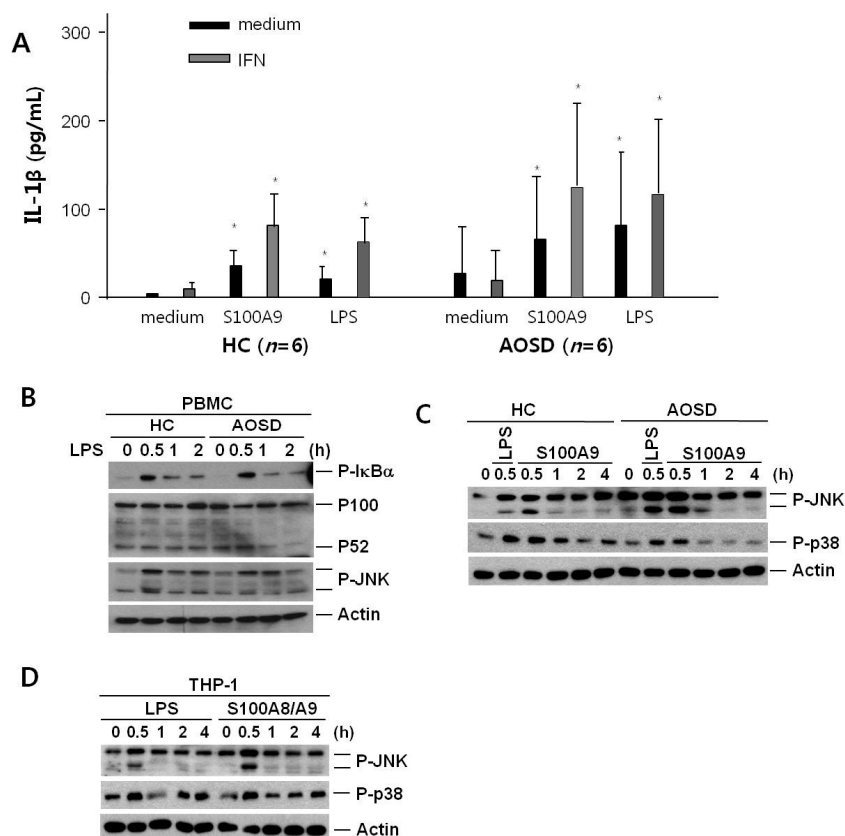 A
medium
IFN
IL-1β (pg/mL)
300
200
100
0
* * * * * * * *
medium S100A9 LPS medium S100A9 LPS
HC (n=6) AOSD (n=6)
B
PBMC
HC AOSD
LPS 0 0.5 1 2 0 0.5 1 2 (h)
P-IκBα
P100
P52
P-JNK
Actin
C
HC AOSD
LPS S100A9 LPS S100A9
0 0.5 0.5 1 2 4 0 0.5 0.5 1 2 4 (h)
P-JNK
P-p38
Actin
D
THP-1
LPS S100A8/A9
0 0.5 1 2 4 0 0.5 1 2 4 (h)
P-JNK
P-p38
Actin